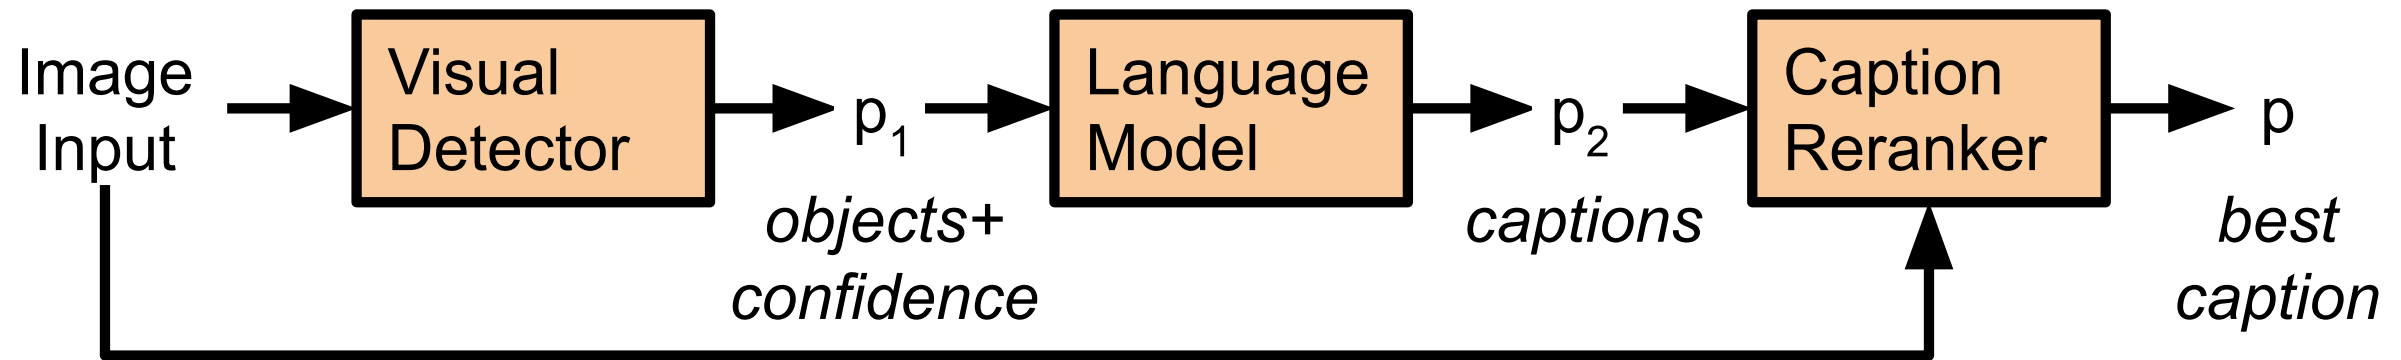 Image
Input
Visual
Detector
p₁
objects+
confidence
Language
Model
p₂
captions
Caption
Reranker
p
best
caption